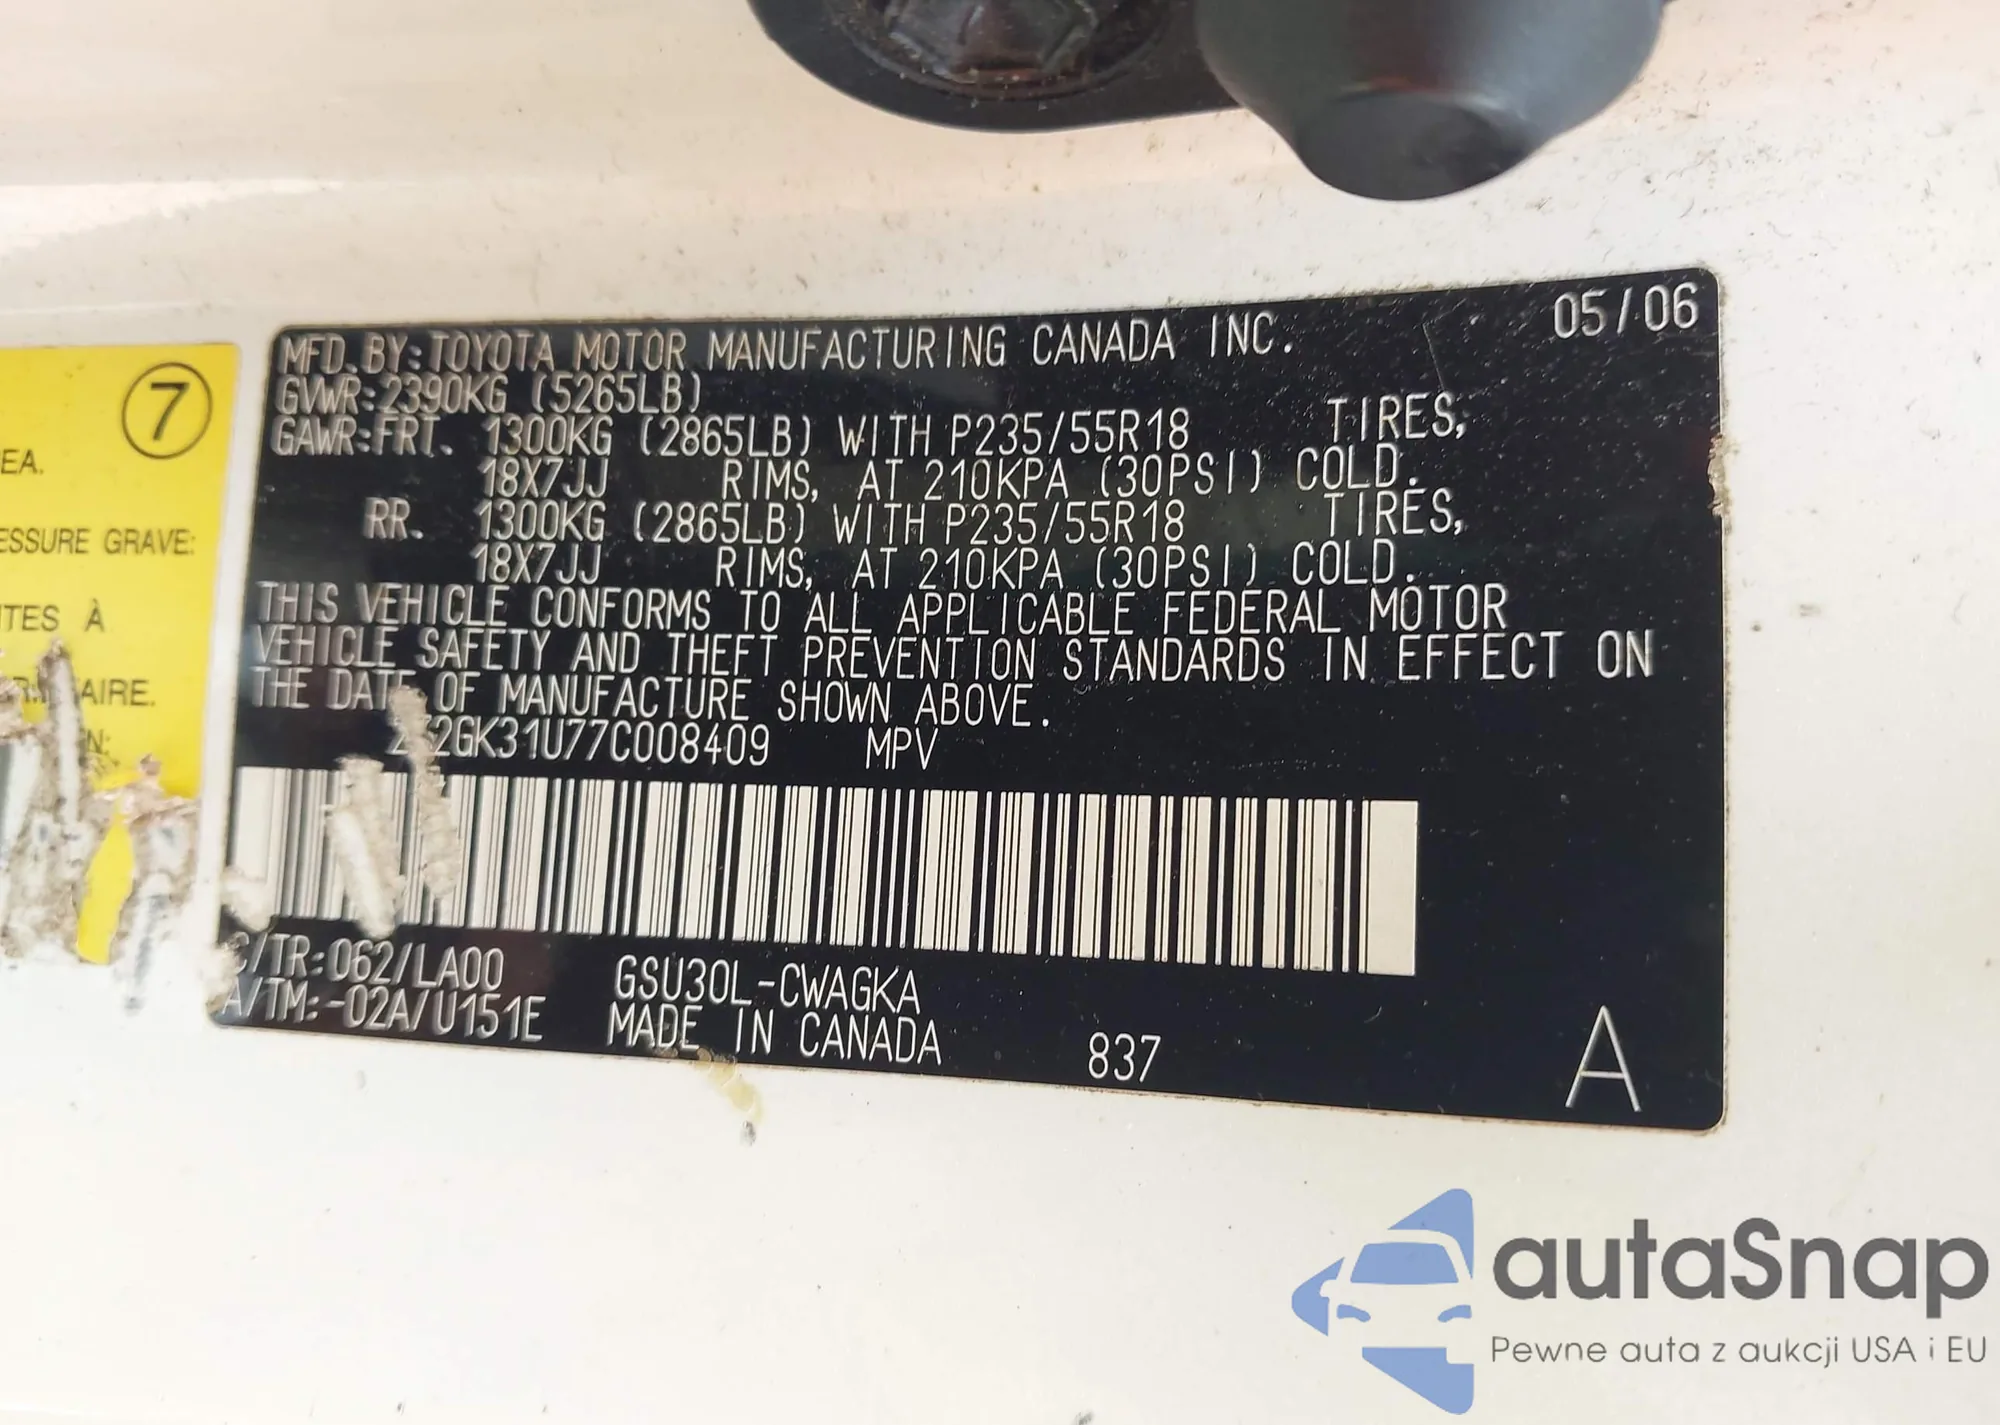 7
EA.
ESSURE GRAVE:
ITES À
AIRE.
N:
05/06
MFD. BY: TOYOTA MOTOR MANUFACTURING CANADA INC.
GVWR: 2390KG (5265LB)
GAWR: FRT. 1300KG (2865LB) WITH P235/55R18 TIRES,
18X7JJ RIMS, AT 210KPA (30PSI) COLD.
RR. 1300KG (2865LB) WITH P235/55R18 TIRES,
18X7JJ RIMS, AT 210KPA (30PSI) COLD.
THIS VEHICLE CONFORMS TO ALL APPLICABLE FEDERAL MOTOR
VEHICLE SAFETY AND THEFT PREVENTION STANDARDS IN EFFECT ON
THE DATE OF MANUFACTURE SHOWN ABOVE.
2GK31U77C008409 MPV
C/TR: 062/LA00 GSU30L-CWAGKA
A/TM: -02A/U151E MADE IN CANADA 837 A
autaSnap
Pewne auta z aukcji USA i EU